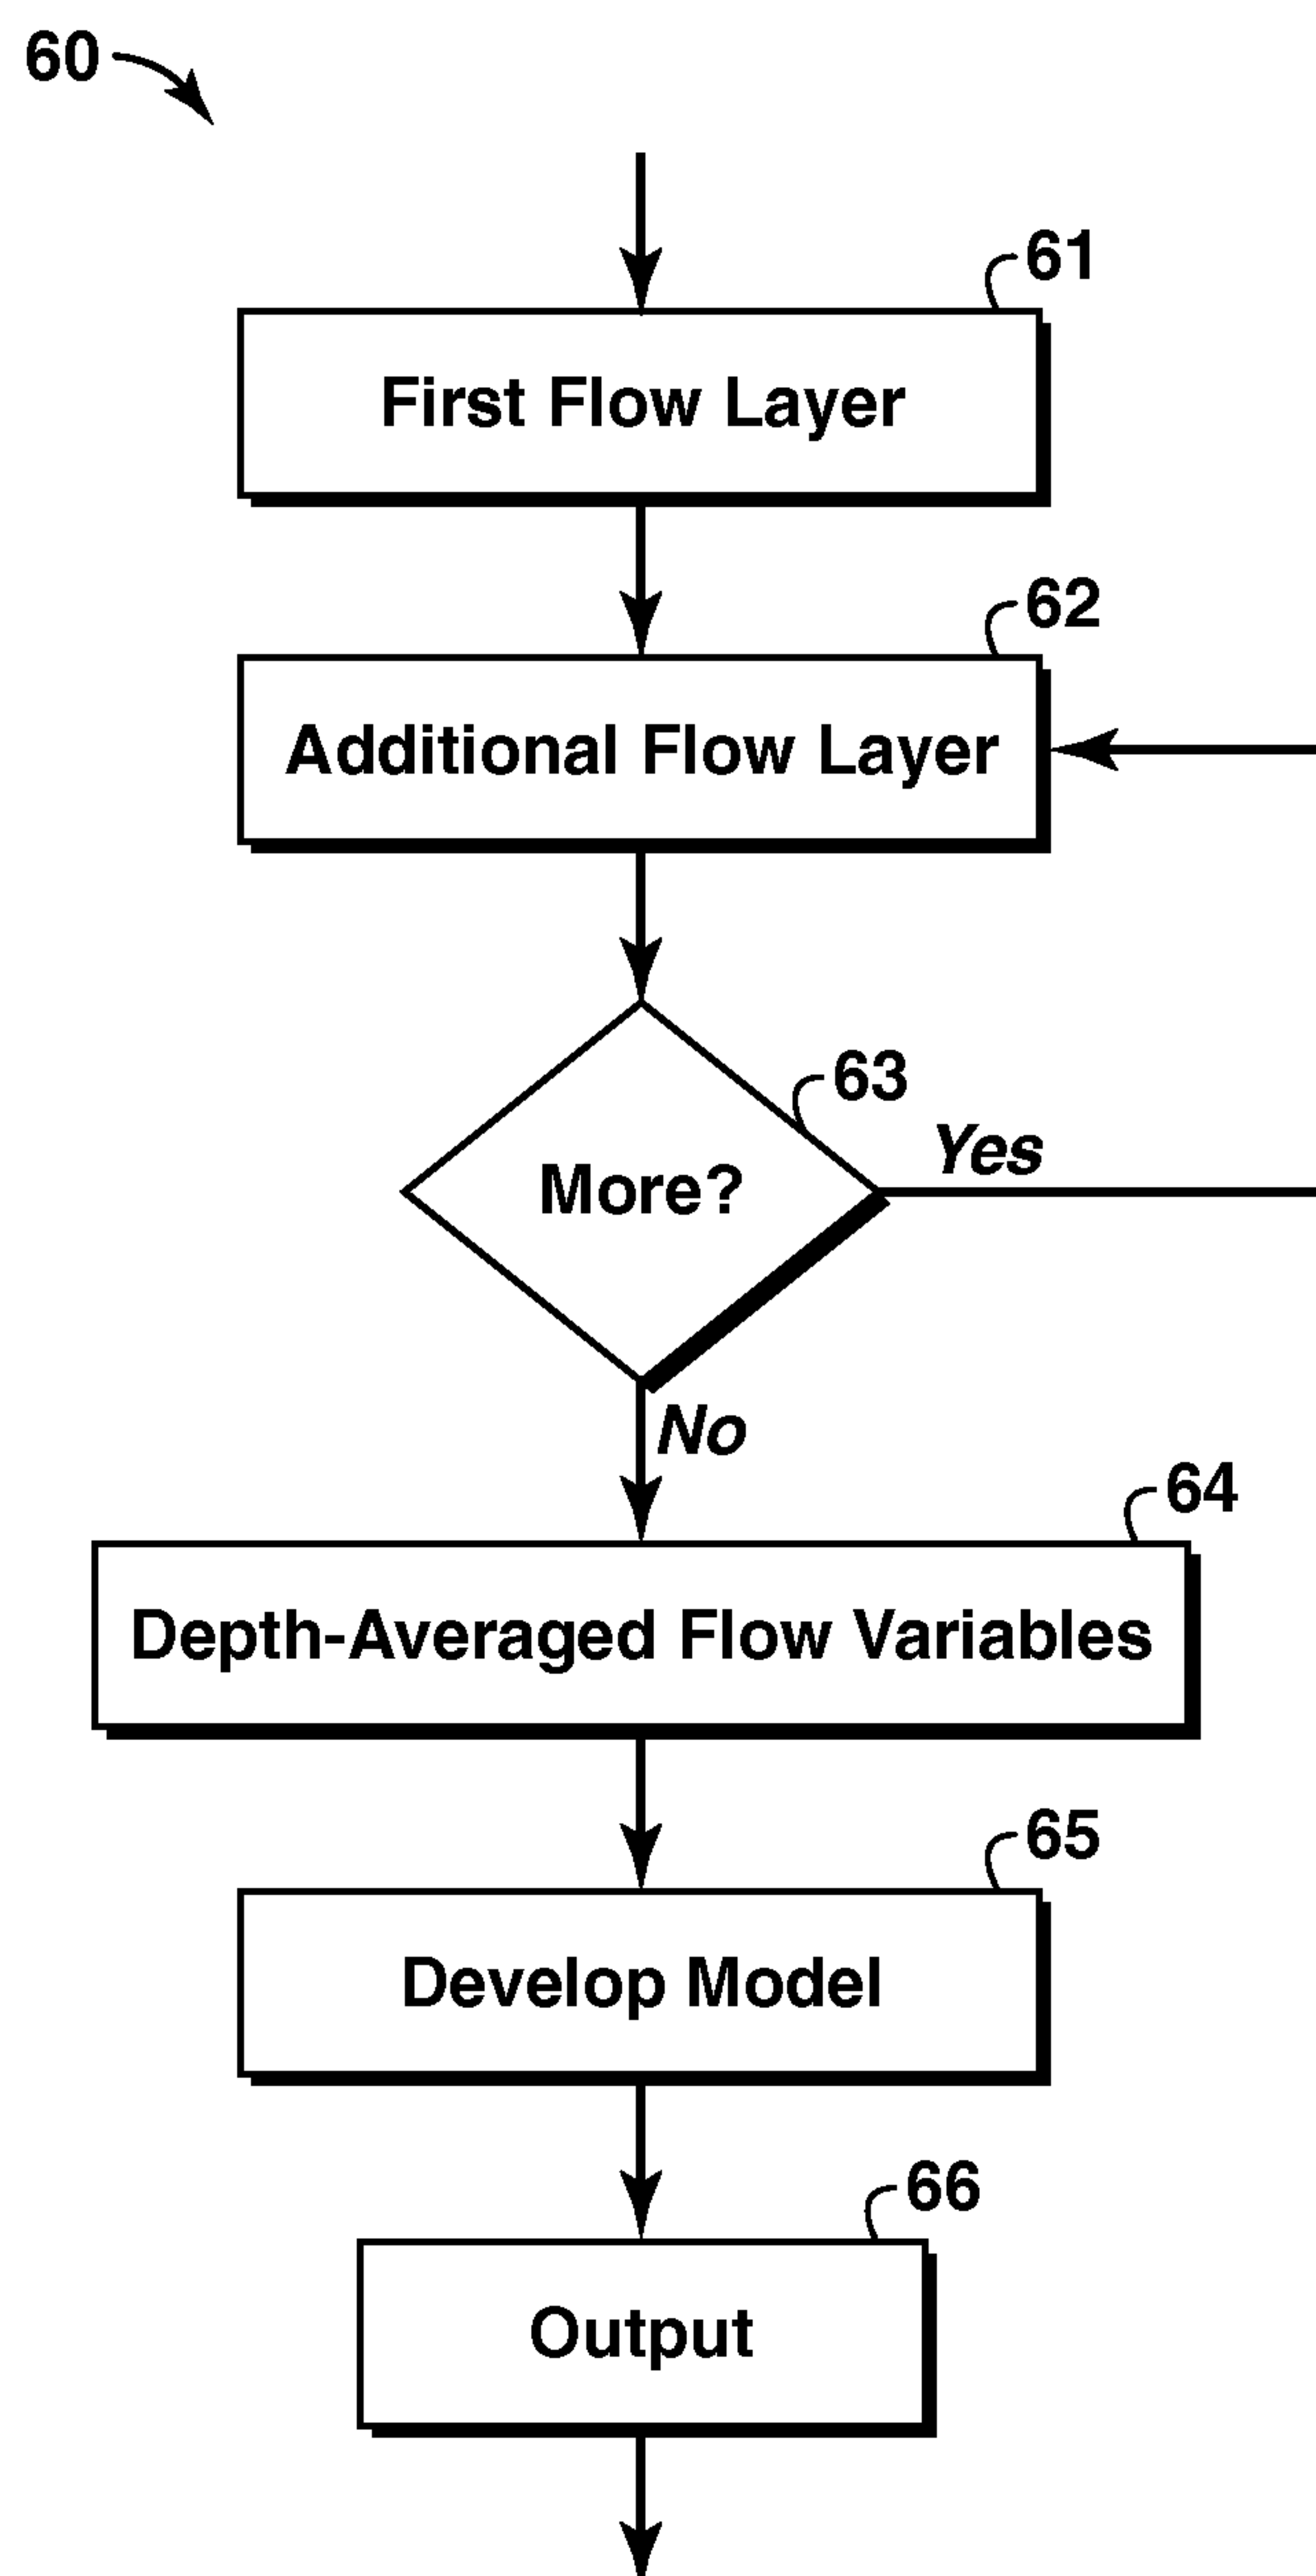 60
61
First Flow Layer
62
Additional Flow Layer
63
Yes
More?
No
64
Depth-Averaged Flow Variables
65
Develop Model
66
Output